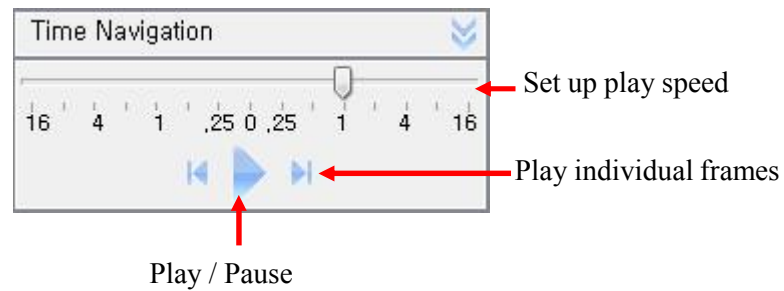 Time Navigation
Set up play speed
16 4 1 ,25 0 ,25 1 4 16
Play individual frames
Play / Pause